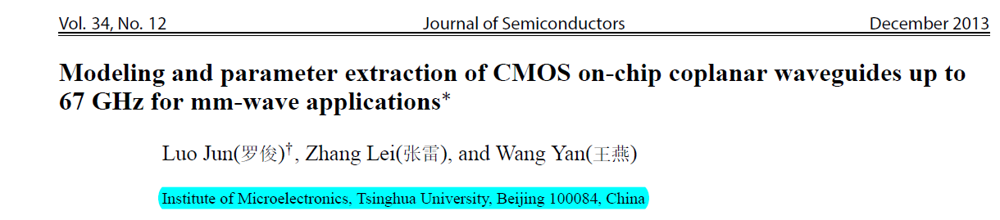 Vol. 34, No. 12 Journal of Semiconductors December 2013
Modeling and parameter extraction of CMOS on-chip coplanar waveguides up to
67 GHz for mm-wave applications*
Luo Jun(罗俊)†, Zhang Lei(张雷), and Wang Yan(王燕)
Institute of Microelectronics, Tsinghua University, Beijing 100084, China